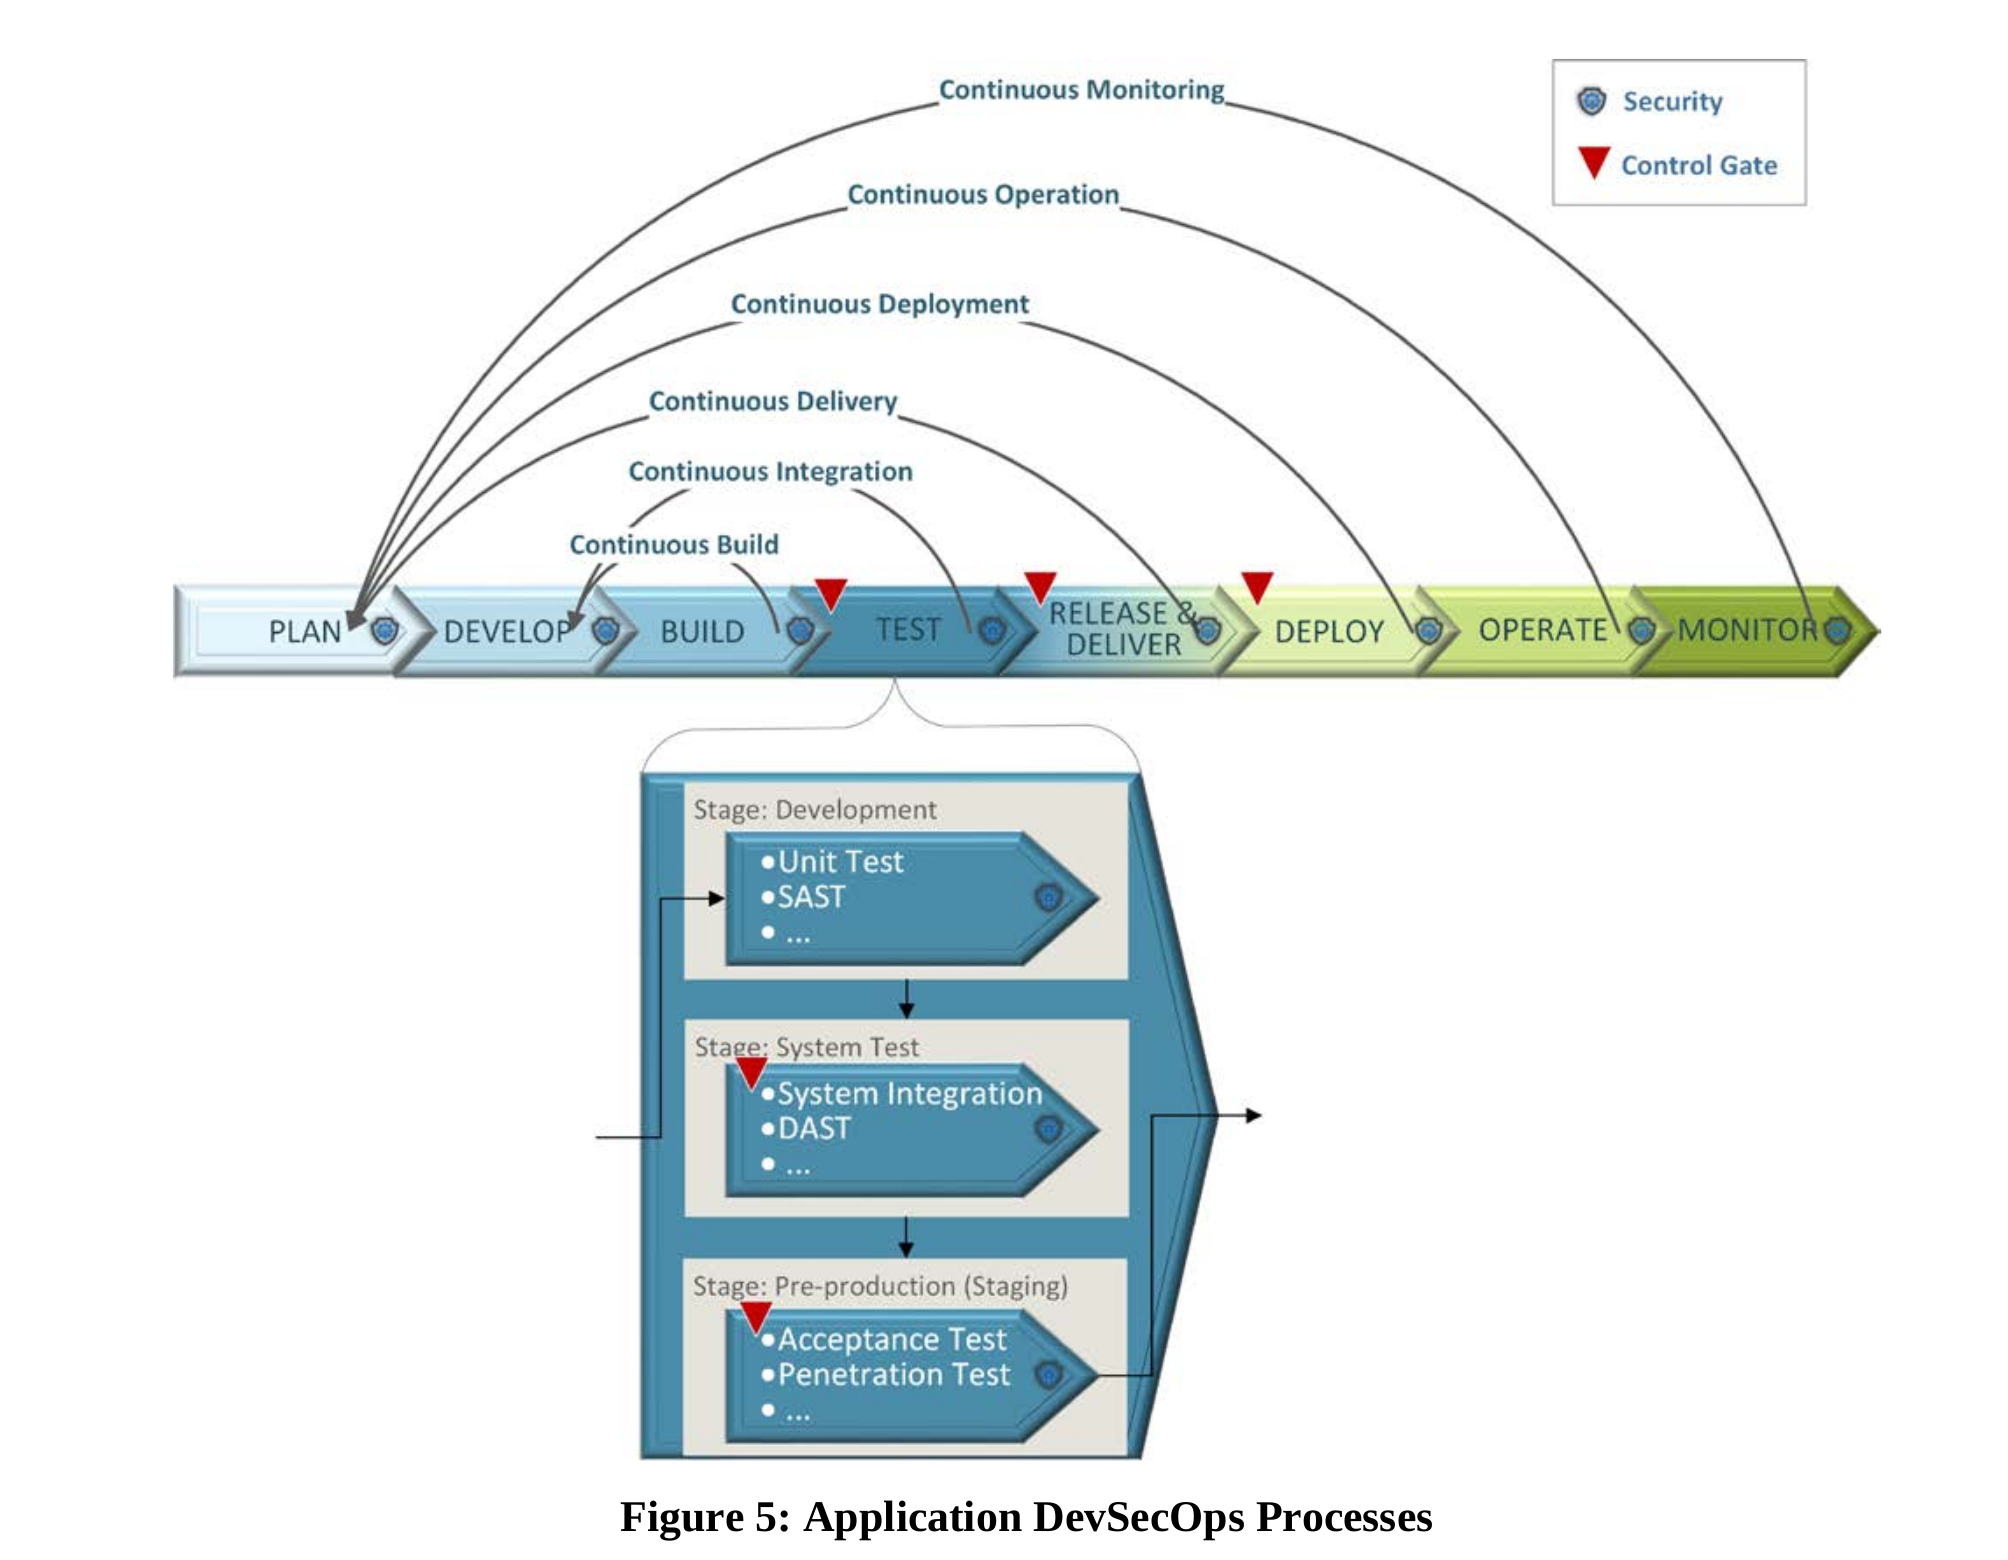 Continuous Monitoring
Security
Control Gate
Continuous Operation
Continuous Deployment
Continuous Delivery
Continuous Integration
Continuous Build
PLAN
DEVELOP
BUILD
TEST
RELEASE &
DELIVER
DEPLOY
OPERATE
MONITOR
Stage: Development
•Unit Test
•SAST
• ...
Stage: System Test
•System Integration
•DAST
• ...
Stage: Pre-production (Staging)
•Acceptance Test
•Penetration Test
• ...
Figure 5: Application DevSecOps Processes